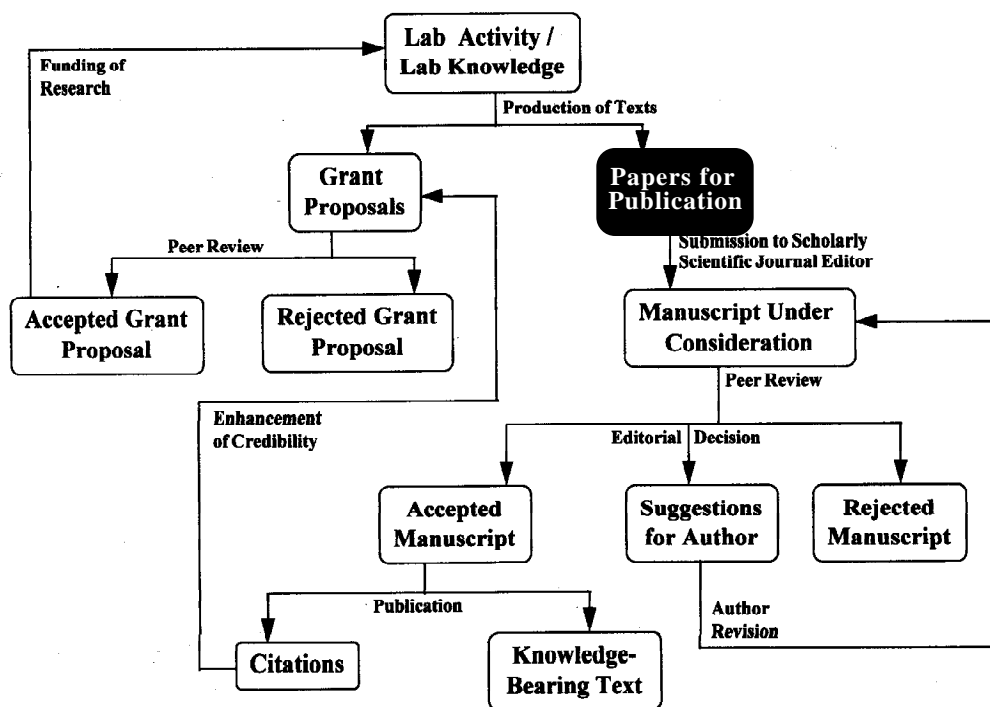 Lab Activity /
Lab Knowledge
Funding of
Research
Production of Texts
Grant
Proposals
Papers for
Publication
Peer Review
Submission to Scholarly
Scientific Journal Editor
Accepted Grant
Proposal
Rejected Grant
Proposal
Manuscript Under
Consideration
Peer Review
Enhancement
of Credibility
Editorial Decision
Accepted
Manuscript
Suggestions
for Author
Rejected
Manuscript
Publication
Author
Revision
Citations
Knowledge-
Bearing Text